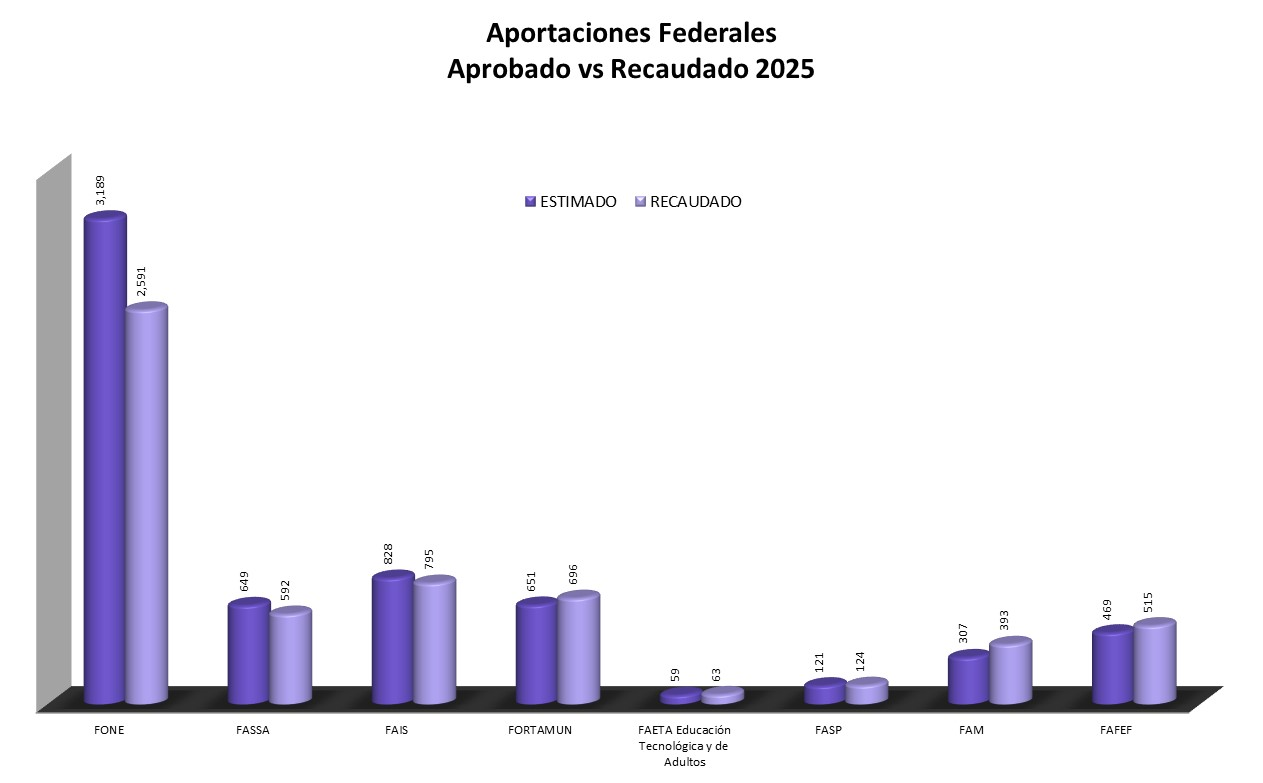 Aportaciones Federales
Aprobado vs Recaudado 2025
ESTIMADO RECAUDADO
3,189
2,591
649
592
828
795
651
696
59
63
121
124
307
393
469
515
FONE
FASSA
FAIS
FORTAMUN
FAETA Educación
Tecnológica y de
Adultos
FASP
FAM
FAFEF